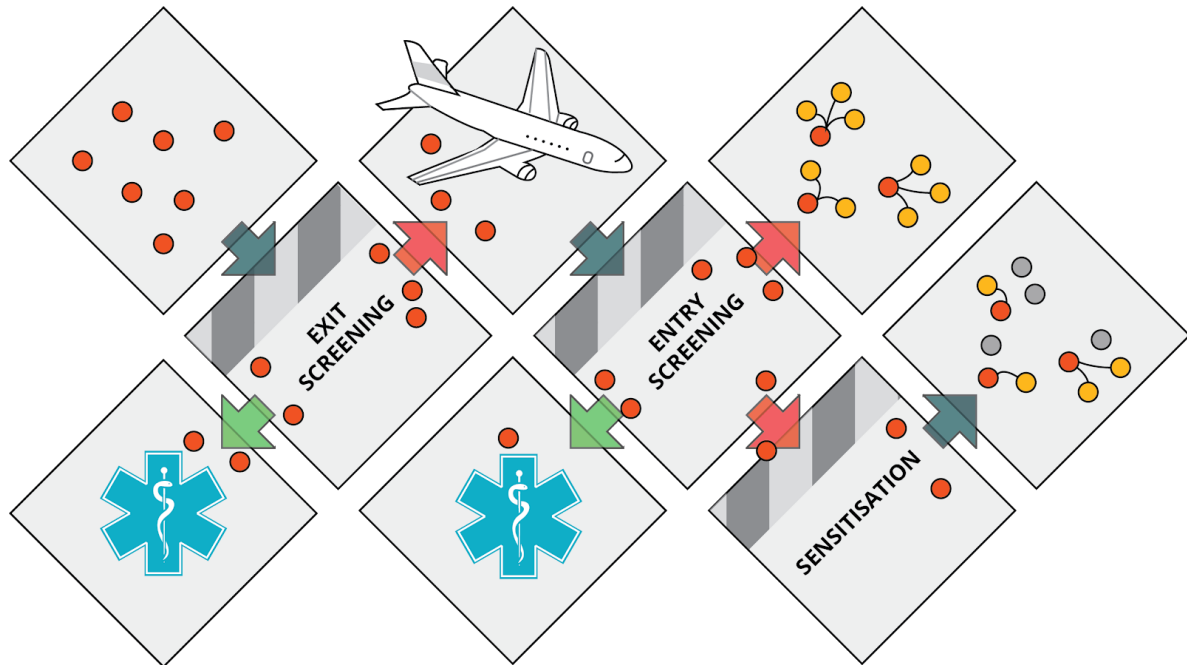 EXIT
SCREENING
ENTRY
SCREENING
SENSITISATION